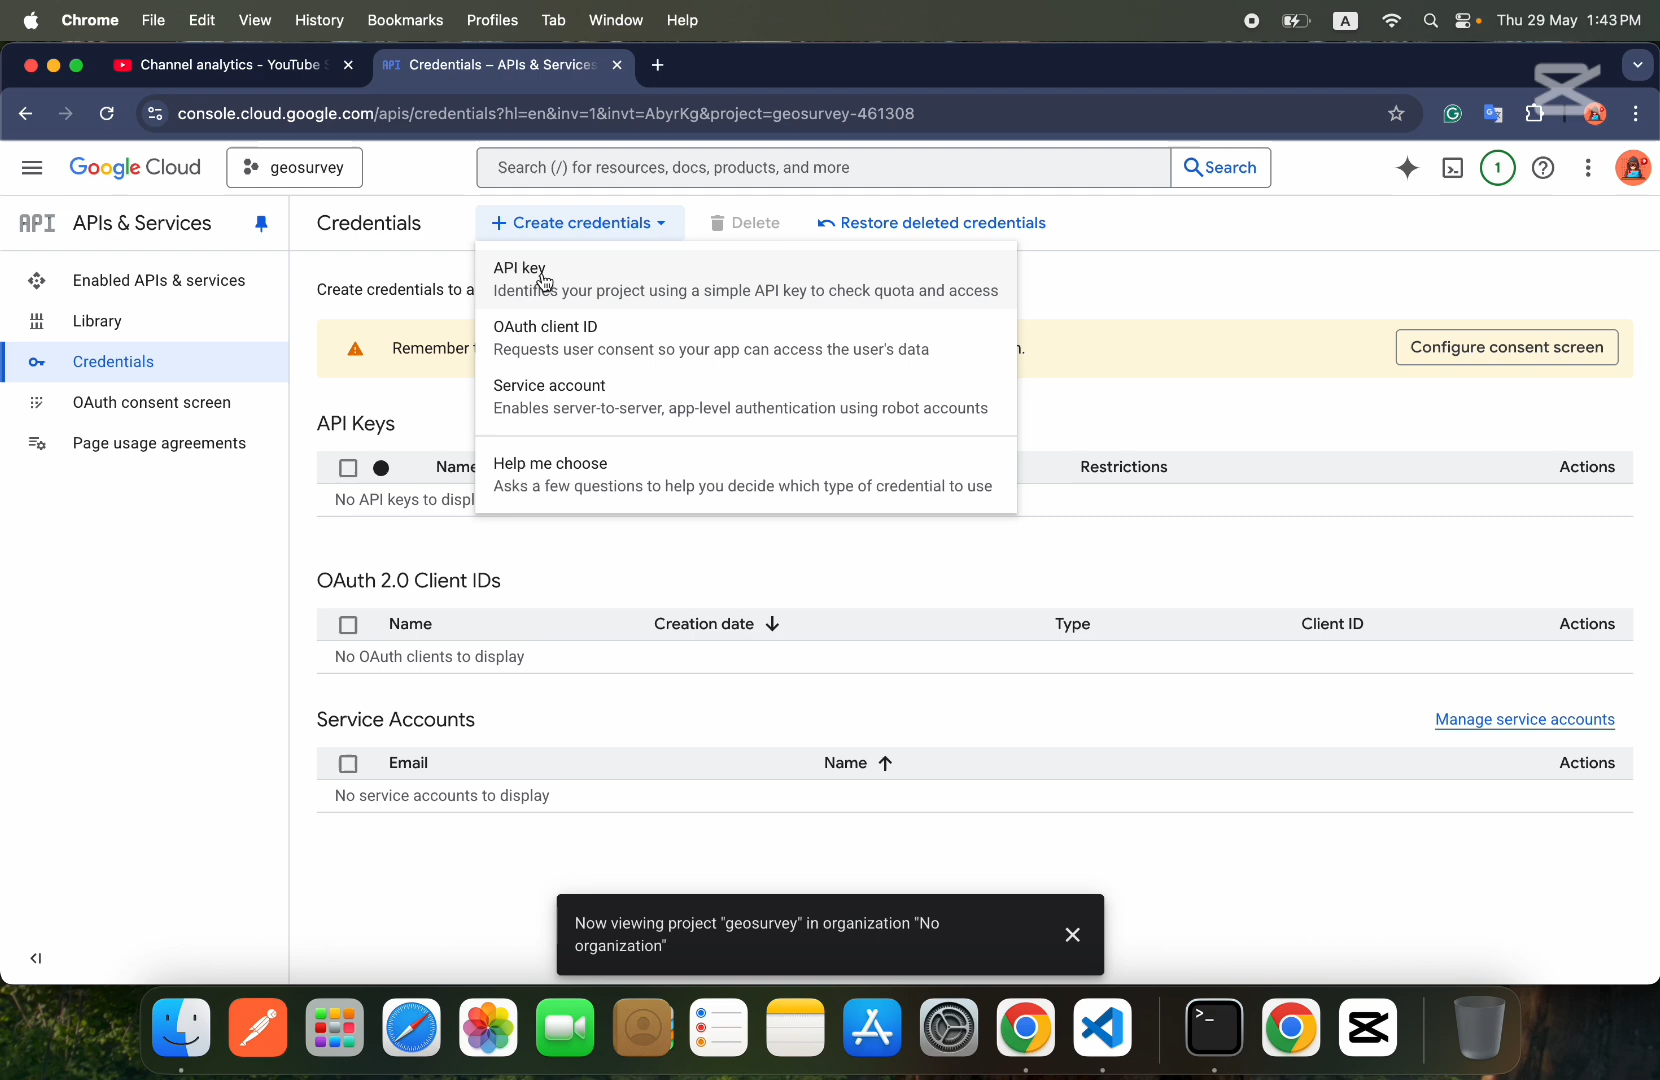 Chrome File Edit View History Bookmarks Profiles Tab Window Help
A
Thu 29 May 1:43 PM
Channel analytics - YouTube S
API Credentials – APIs & Services
console.cloud.google.com/apis/credentials?hl=en&inv=1&invt=AbyrKg&project=geosurvey-461308
Google Cloud
geosurvey
Search (/) for resources, docs, products, and more
Search
1
API APIs & Services
Credentials
+ Create credentials
Delete
Restore deleted credentials
Enabled APIs & services
Library
Credentials
OAuth consent screen
Page usage agreements
API key
Identifies your project using a simple API key to check quota and access
OAuth client ID
Requests user consent so your app can access the user's data
Service account
Enables server-to-server, app-level authentication using robot accounts
Help me choose
Asks a few questions to help you decide which type of credential to use
Create credentials to a
Remember
n.
Configure consent screen
API Keys
Name
Restrictions
Actions
No API keys to displ
OAuth 2.0 Client IDs
Name
Creation date
Type
Client ID
Actions
No OAuth clients to display
Service Accounts
Manage service accounts
Email
Name
Actions
No service accounts to display
Now viewing project "geosurvey" in organization "No
organization"